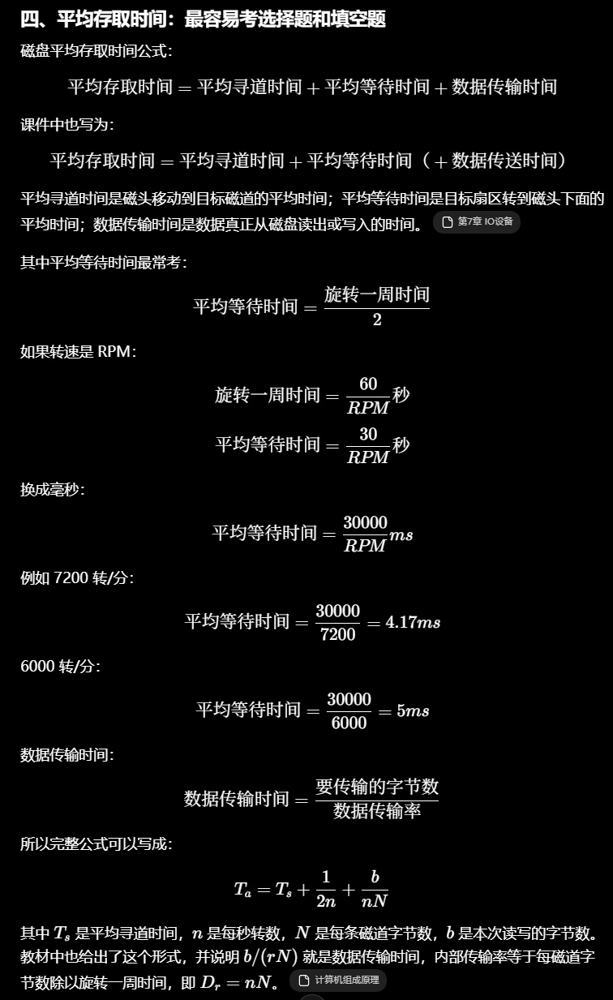 四、平均存取时间：最容易考选择题和填空题
磁盘平均存取时间公式：
平均存取时间 = 平均寻道时间 + 平均等待时间 + 数据传输时间
课件中也写为：
平均存取时间 = 平均寻道时间 + 平均等待时间（ + 数据传送时间）
平均寻道时间是磁头移动到目标磁道的平均时间；平均等待时间是目标扇区转到磁头下面的
平均时间；数据传输时间是数据真正从磁盘读出或写入的时间。 第7章 IO设备
其中平均等待时间最常考：
平均等待时间 = 旋转一周时间 / 2
如果转速是 RPM：
旋转一周时间 = 60 / RPM 秒
平均等待时间 = 30 / RPM 秒
换成毫秒：
平均等待时间 = 30000 / RPM ms
例如 7200 转/分：
平均等待时间 = 30000 / 7200 = 4.17ms
6000 转/分：
平均等待时间 = 30000 / 6000 = 5ms
数据传输时间：
数据传输时间 = 要传输的字节数 / 数据传输率
所以完整公式可以写成：
Ta = Ts + 1 / 2n + b / nN
其中 Ts 是平均寻道时间，n 是每秒转数，N 是每条磁道字节数，b 是本次读写的字节数。
教材中也给出了这个形式，并说明 b/(rN) 就是数据传输时间，内部传输率等于每磁道字
节数除以旋转一周时间，即 Dr = nN。 计算机组成原理